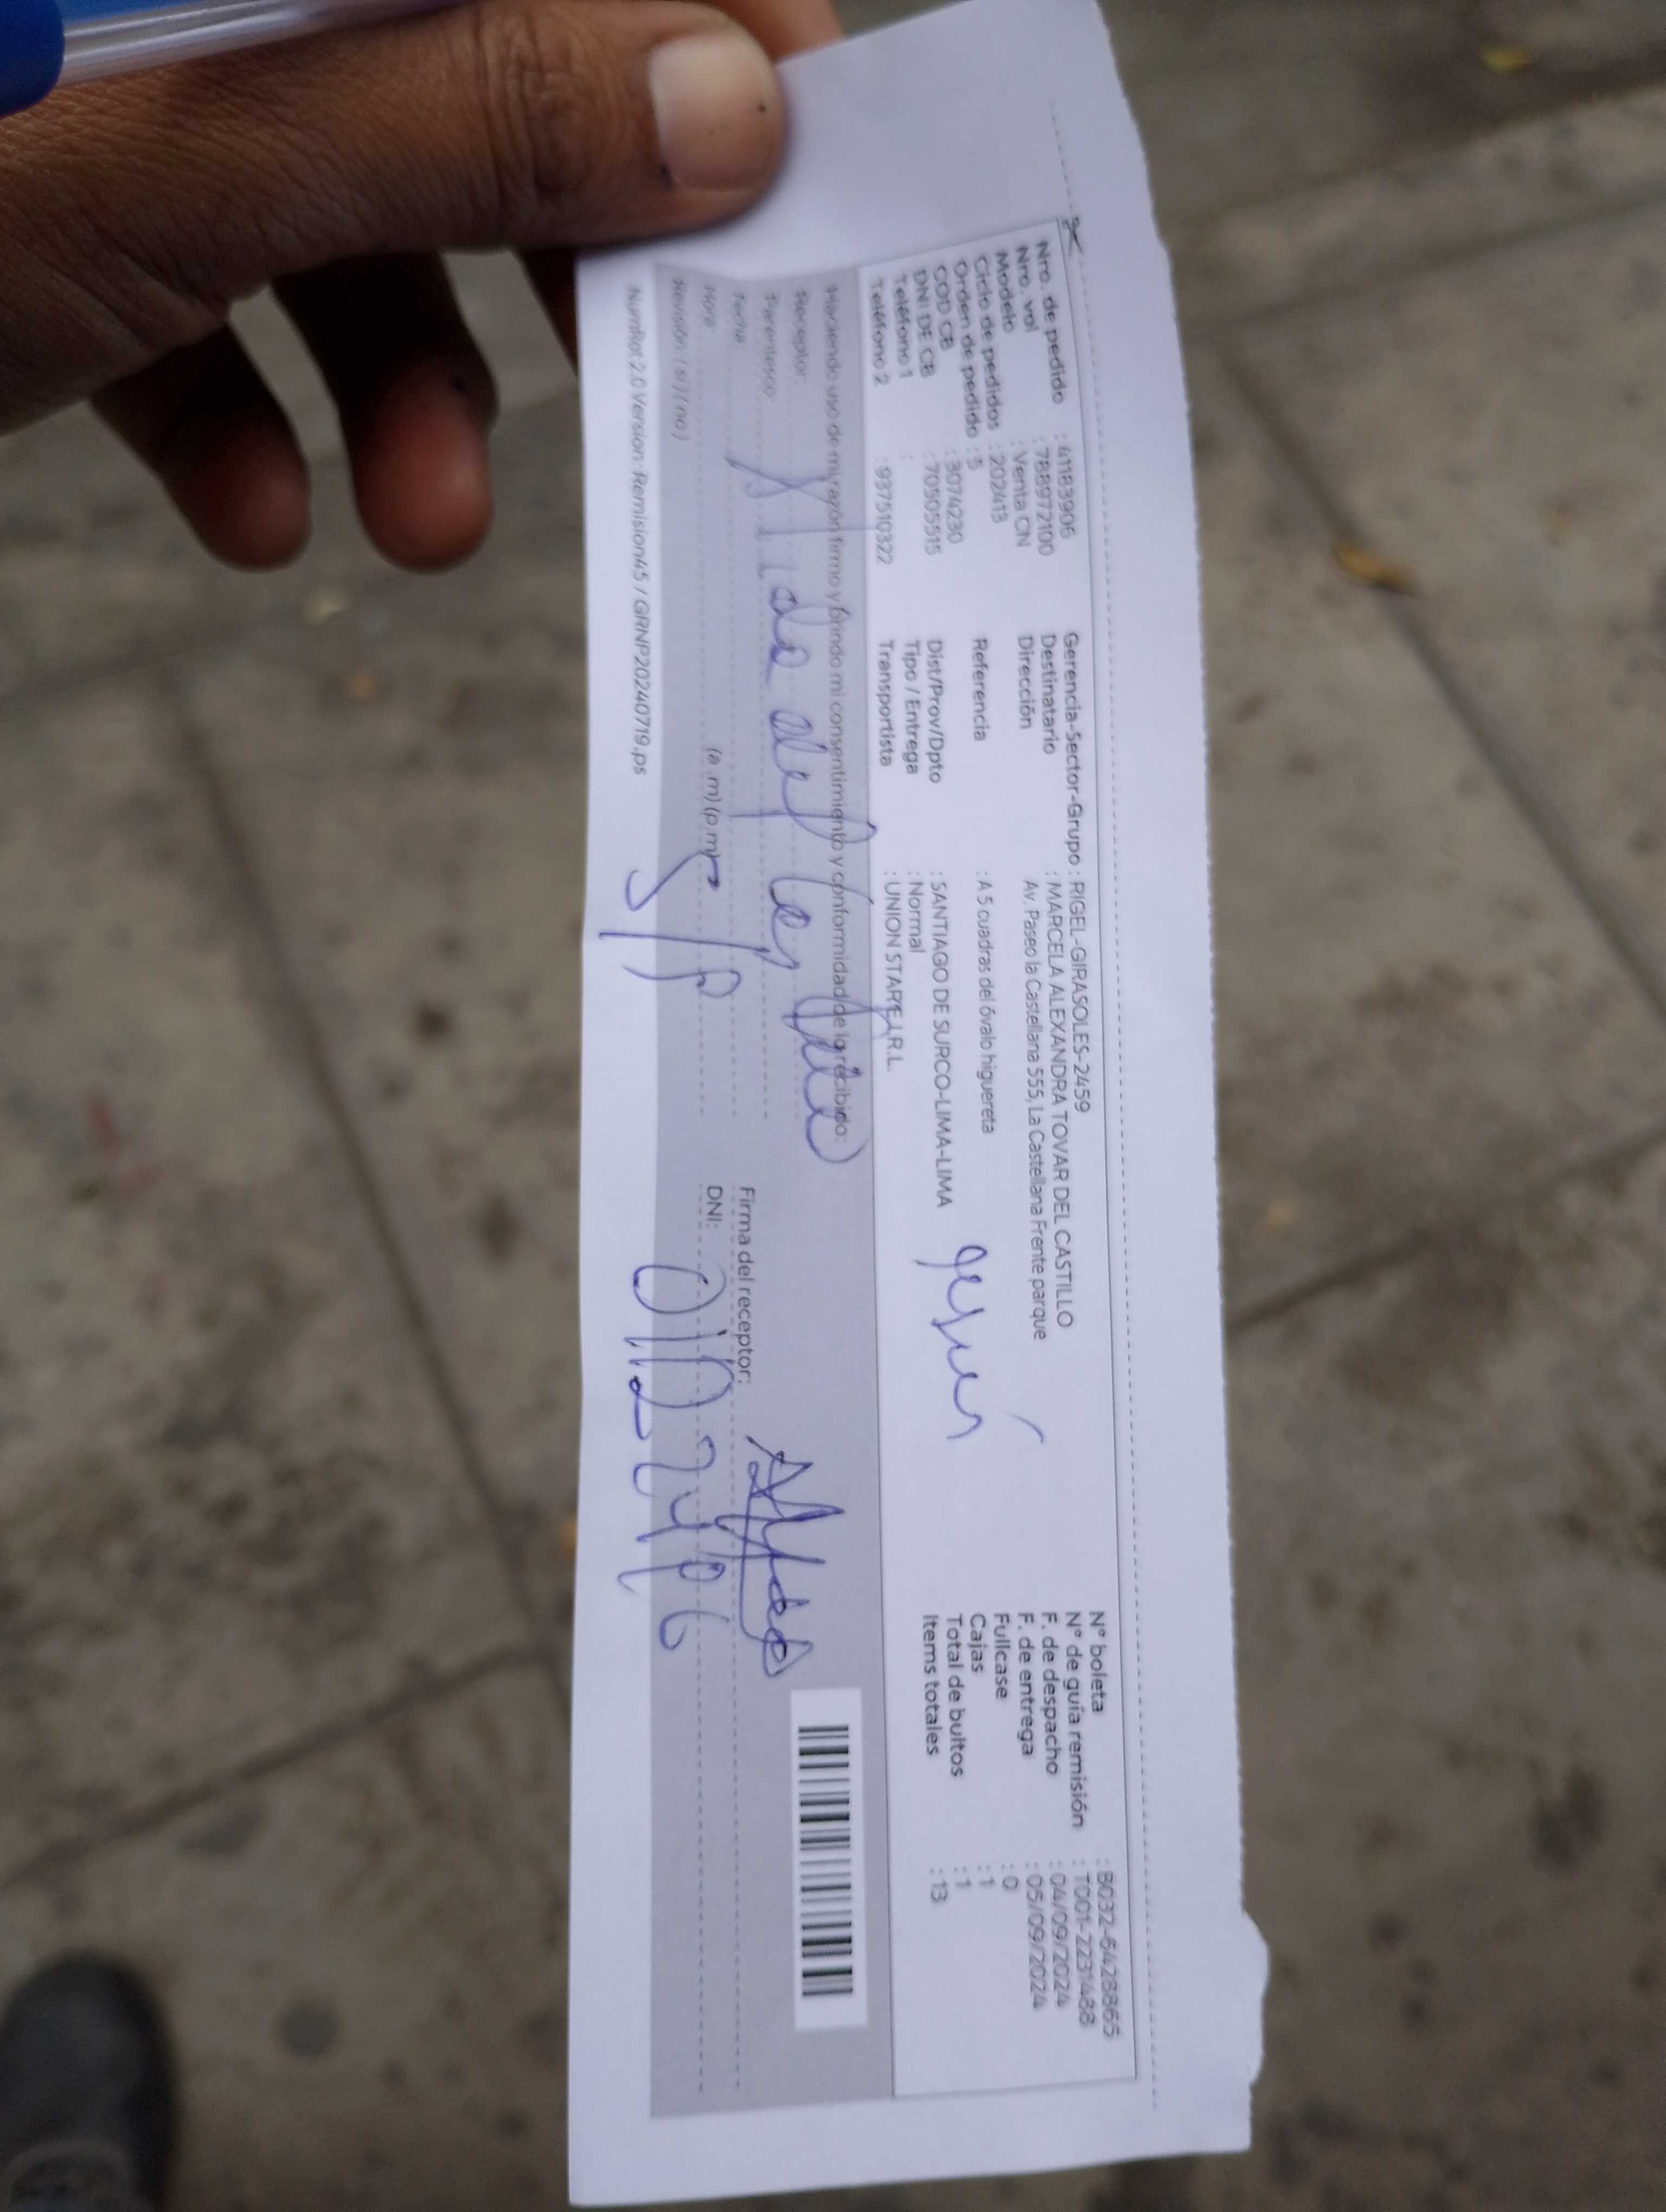 Nro. de pedido : 41183906
Nro. vol : 788972100
Modelo : Venta CN
Ciclo de pedidos : 202413
Orden de pedido : 5
COD CB : 3074230
DNI DE CB : 70505515
Teléfono 1 :
Teléfono 2 : 937510322
Gerencia-Sector-Grupo : RIGEL-GIRASOLES-2459
Destinatario : MARCELA ALEXANDRA TOVAR DEL CASTILLO
Dirección Av. Paseo la Castellana 555, La Castellana Frente parque
Referencia : A 5 cuadras del óvalo higuereta
Dist/Prov/Dpto : SANTIAGO DE SURCO-LIMA-LIMA
Tipo / Entrega : Normal
Transportista : UNION STAR E.I.R.L.
N° boleta : B032-6428865
N° de guía remisión : T001-2231488
F. de despacho : 04/09/2024
F. de entrega : 05/09/2024
Fullcase : 0
Cajas : 1
Total de bultos : 1
Items totales : 13
Haciendo uso de mi razón firmo y brindo mi consentimiento y conformidad de lo recibido:
Receptor:
Parentesco:
Fecha:
Hora: (a.m)(p.m)
Revisión: (si)(no)
Firma del receptor:
DNI:
NumRot 2.0 Version: Remision45 / GRNP20240719.ps